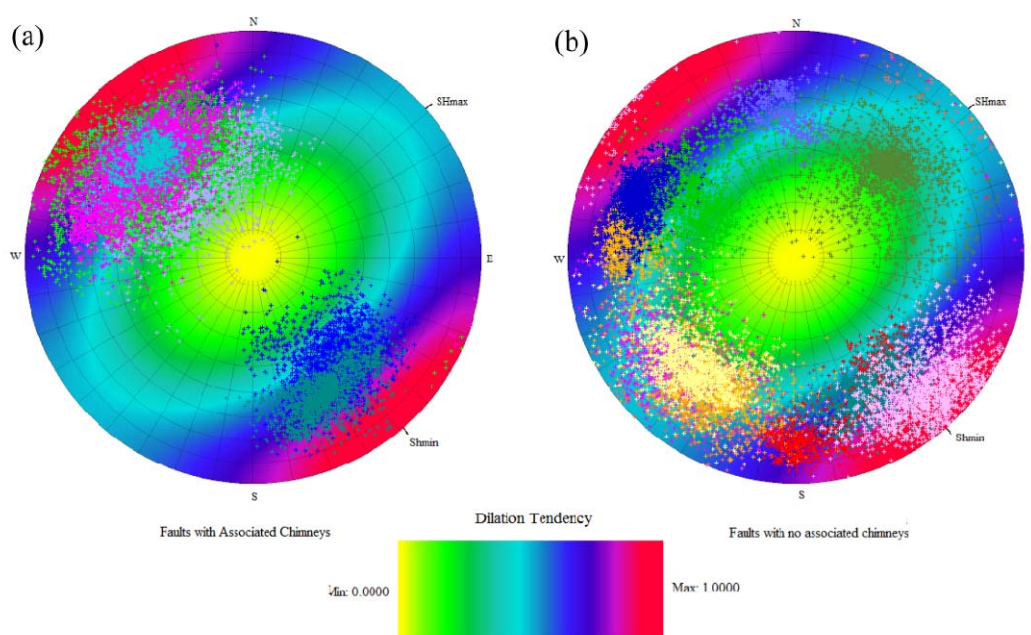 (a)
N
SHmax
W
E
Shmin
S
Faults with Associated Chimneys
(b)
N
SHmax
W
E
Shmin
S
Faults with no associated chimneys
Dilation Tendency
Min: 0.0000
Max: 1.0000